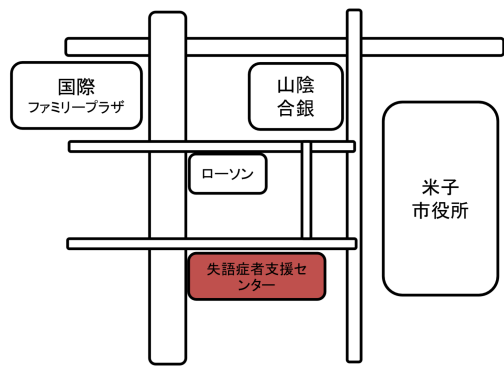 国際
ファミリープラザ
山陰
合銀
ローソン
米子
市役所
失語症者支援セ
ンター